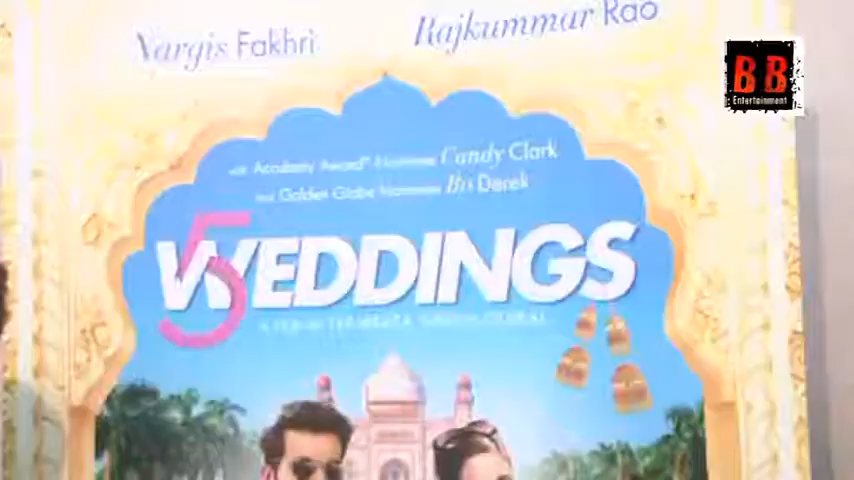 Nargis Fakhri
Rajkummar Rao
BB
Entertainment
with Academy Award® Nominee Candy Clark
and Golden Globe Nominee Bo Derek
5 WEDDINGS